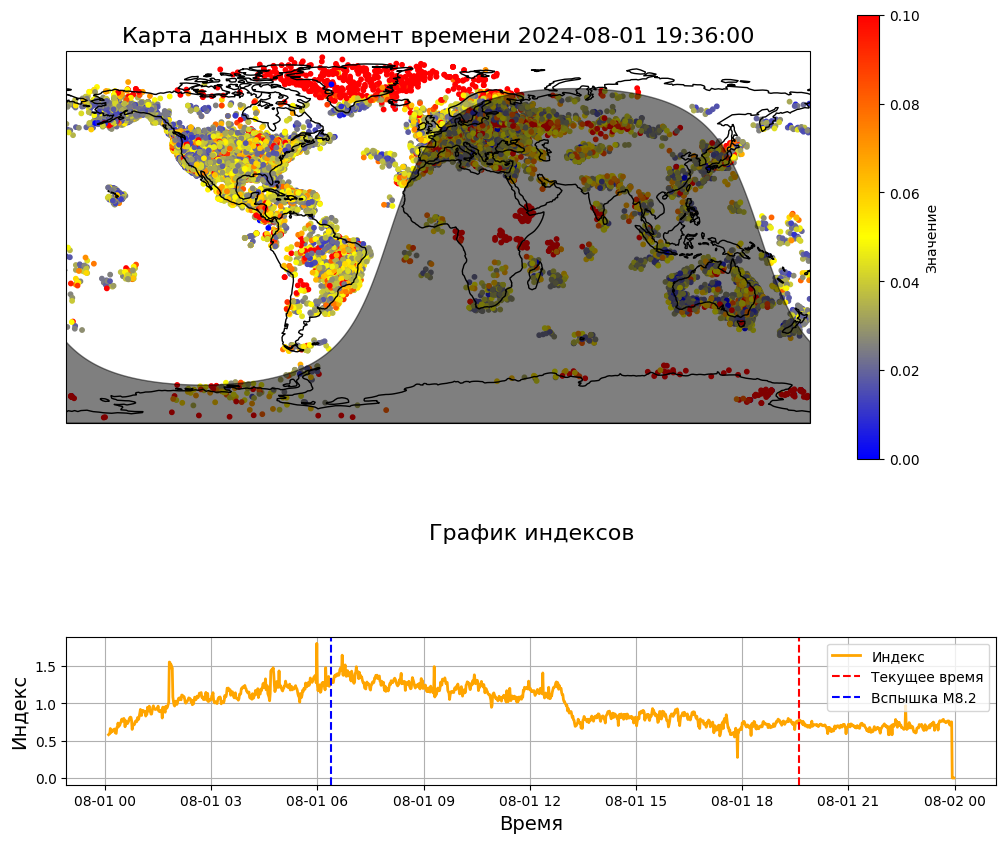 Карта данных в момент времени 2024-08-01 19:36:00
0.10
0.08
0.06
0.04
0.02
0.00
Значение
График индексов
Индекс
1.5
1.0
0.5
0.0
Индекс
Текущее время
Вспышка M8.2
08-01 00 08-01 03 08-01 06 08-01 09 08-01 12 08-01 15 08-01 18 08-01 21 08-02 00
Время